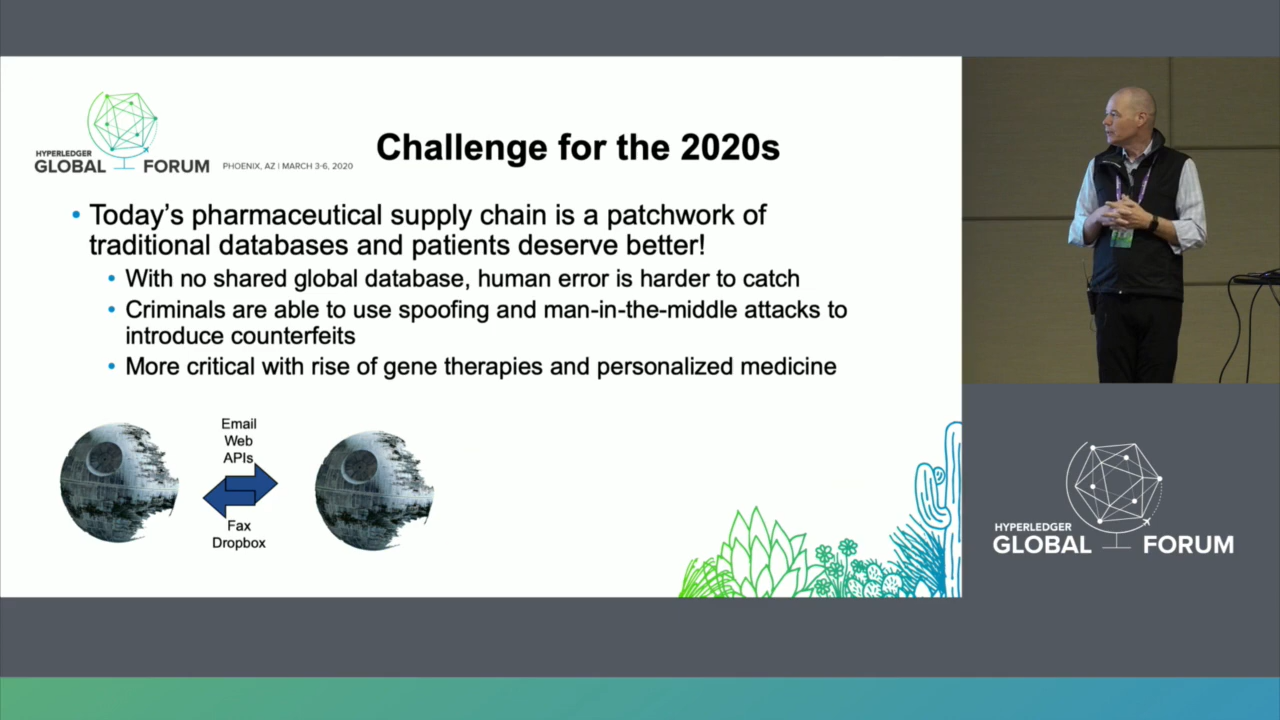 HYPERLEDGER
GLOBAL FORUM
PHOENIX, AZ | MARCH 3-6, 2020
Challenge for the 2020s
• Today's pharmaceutical supply chain is a patchwork of
traditional databases and patients deserve better!
• With no shared global database, human error is harder to catch
• Criminals are able to use spoofing and man-in-the-middle attacks to
introduce counterfeits
• More critical with rise of gene therapies and personalized medicine
Email
Web
APIs
Fax
Dropbox
HYPERLEDGER
GLOBAL FORUM